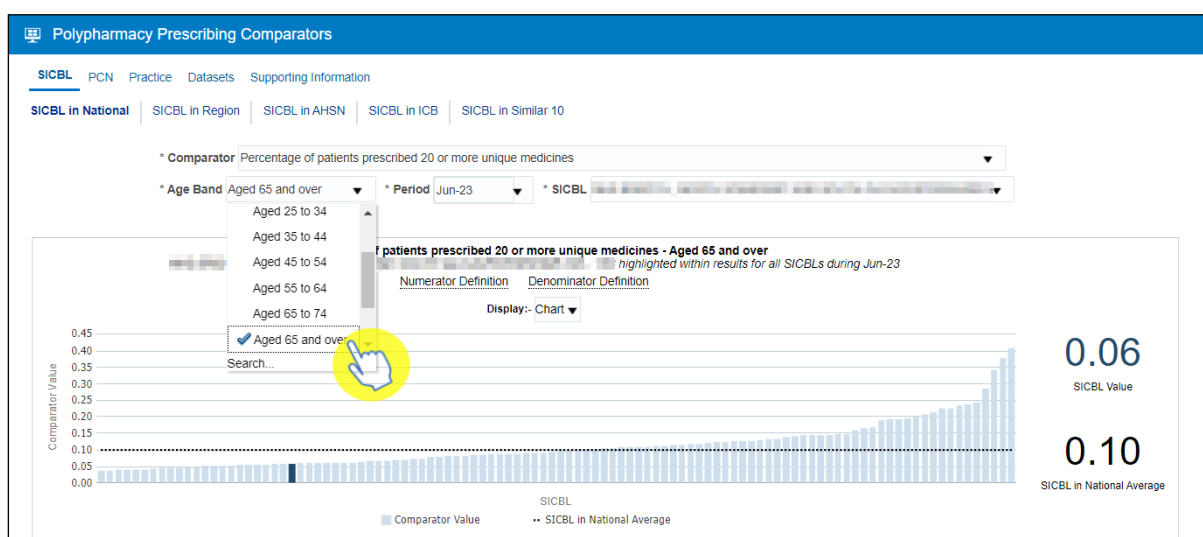 Polypharmacy Prescribing Comparators
SICBL PCN Practice Datasets Supporting Information
SICBL in National SICBL in Region SICBL in AHSN SICBL in ICB SICBL in Similar 10
* Comparator Percentage of patients prescribed 20 or more unique medicines
* Age Band Aged 65 and over * Period Jun-23 * SICBL
Aged 25 to 34
Aged 35 to 44
Aged 45 to 54
Aged 55 to 64
Aged 65 to 74
Aged 65 and over
Search...
f patients prescribed 20 or more unique medicines - Aged 65 and over
highlighted within results for all SICBLs during Jun-23
Numerator Definition Denominator Definition
Display:- Chart
0.45
0.40
0.35
0.30
0.25
0.20
0.15
0.10
0.05
0.00
Comparator Value
SICBL
Comparator Value SICBL in National Average
0.06
SICBL Value
0.10
SICBL in National Average